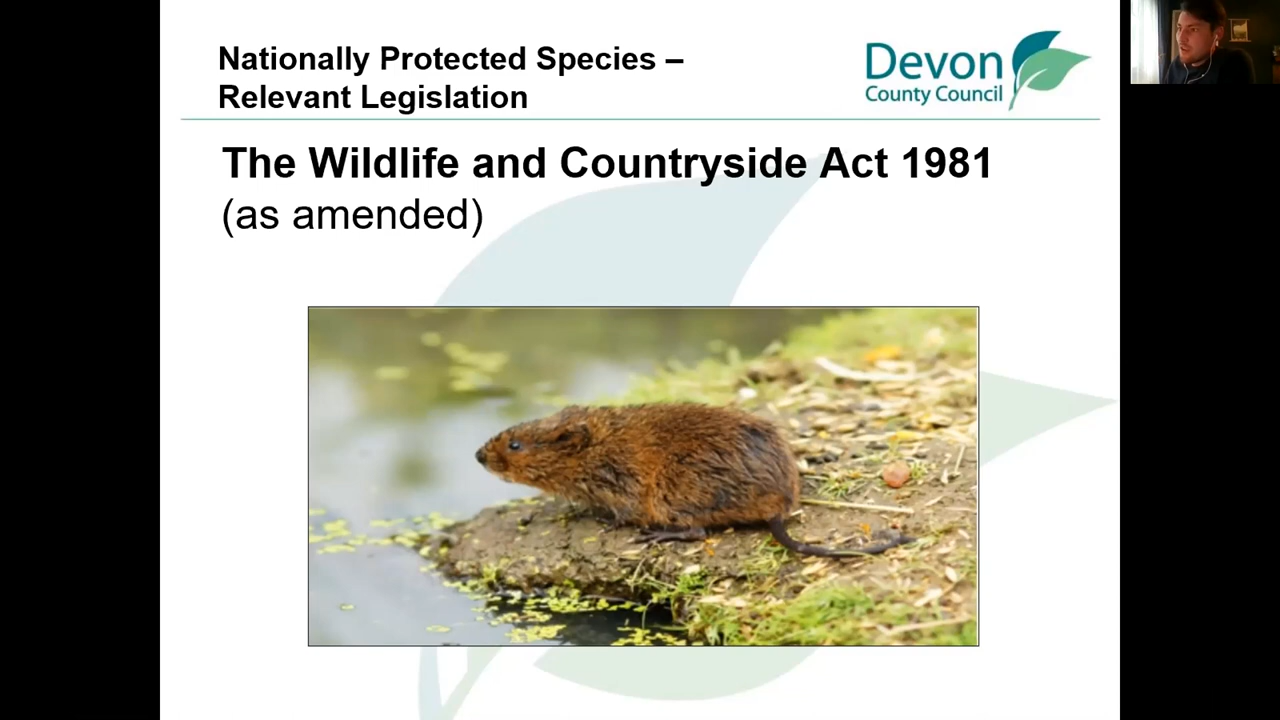 Nationally Protected Species –
Relevant Legislation
Devon
County Council
The Wildlife and Countryside Act 1981
(as amended)